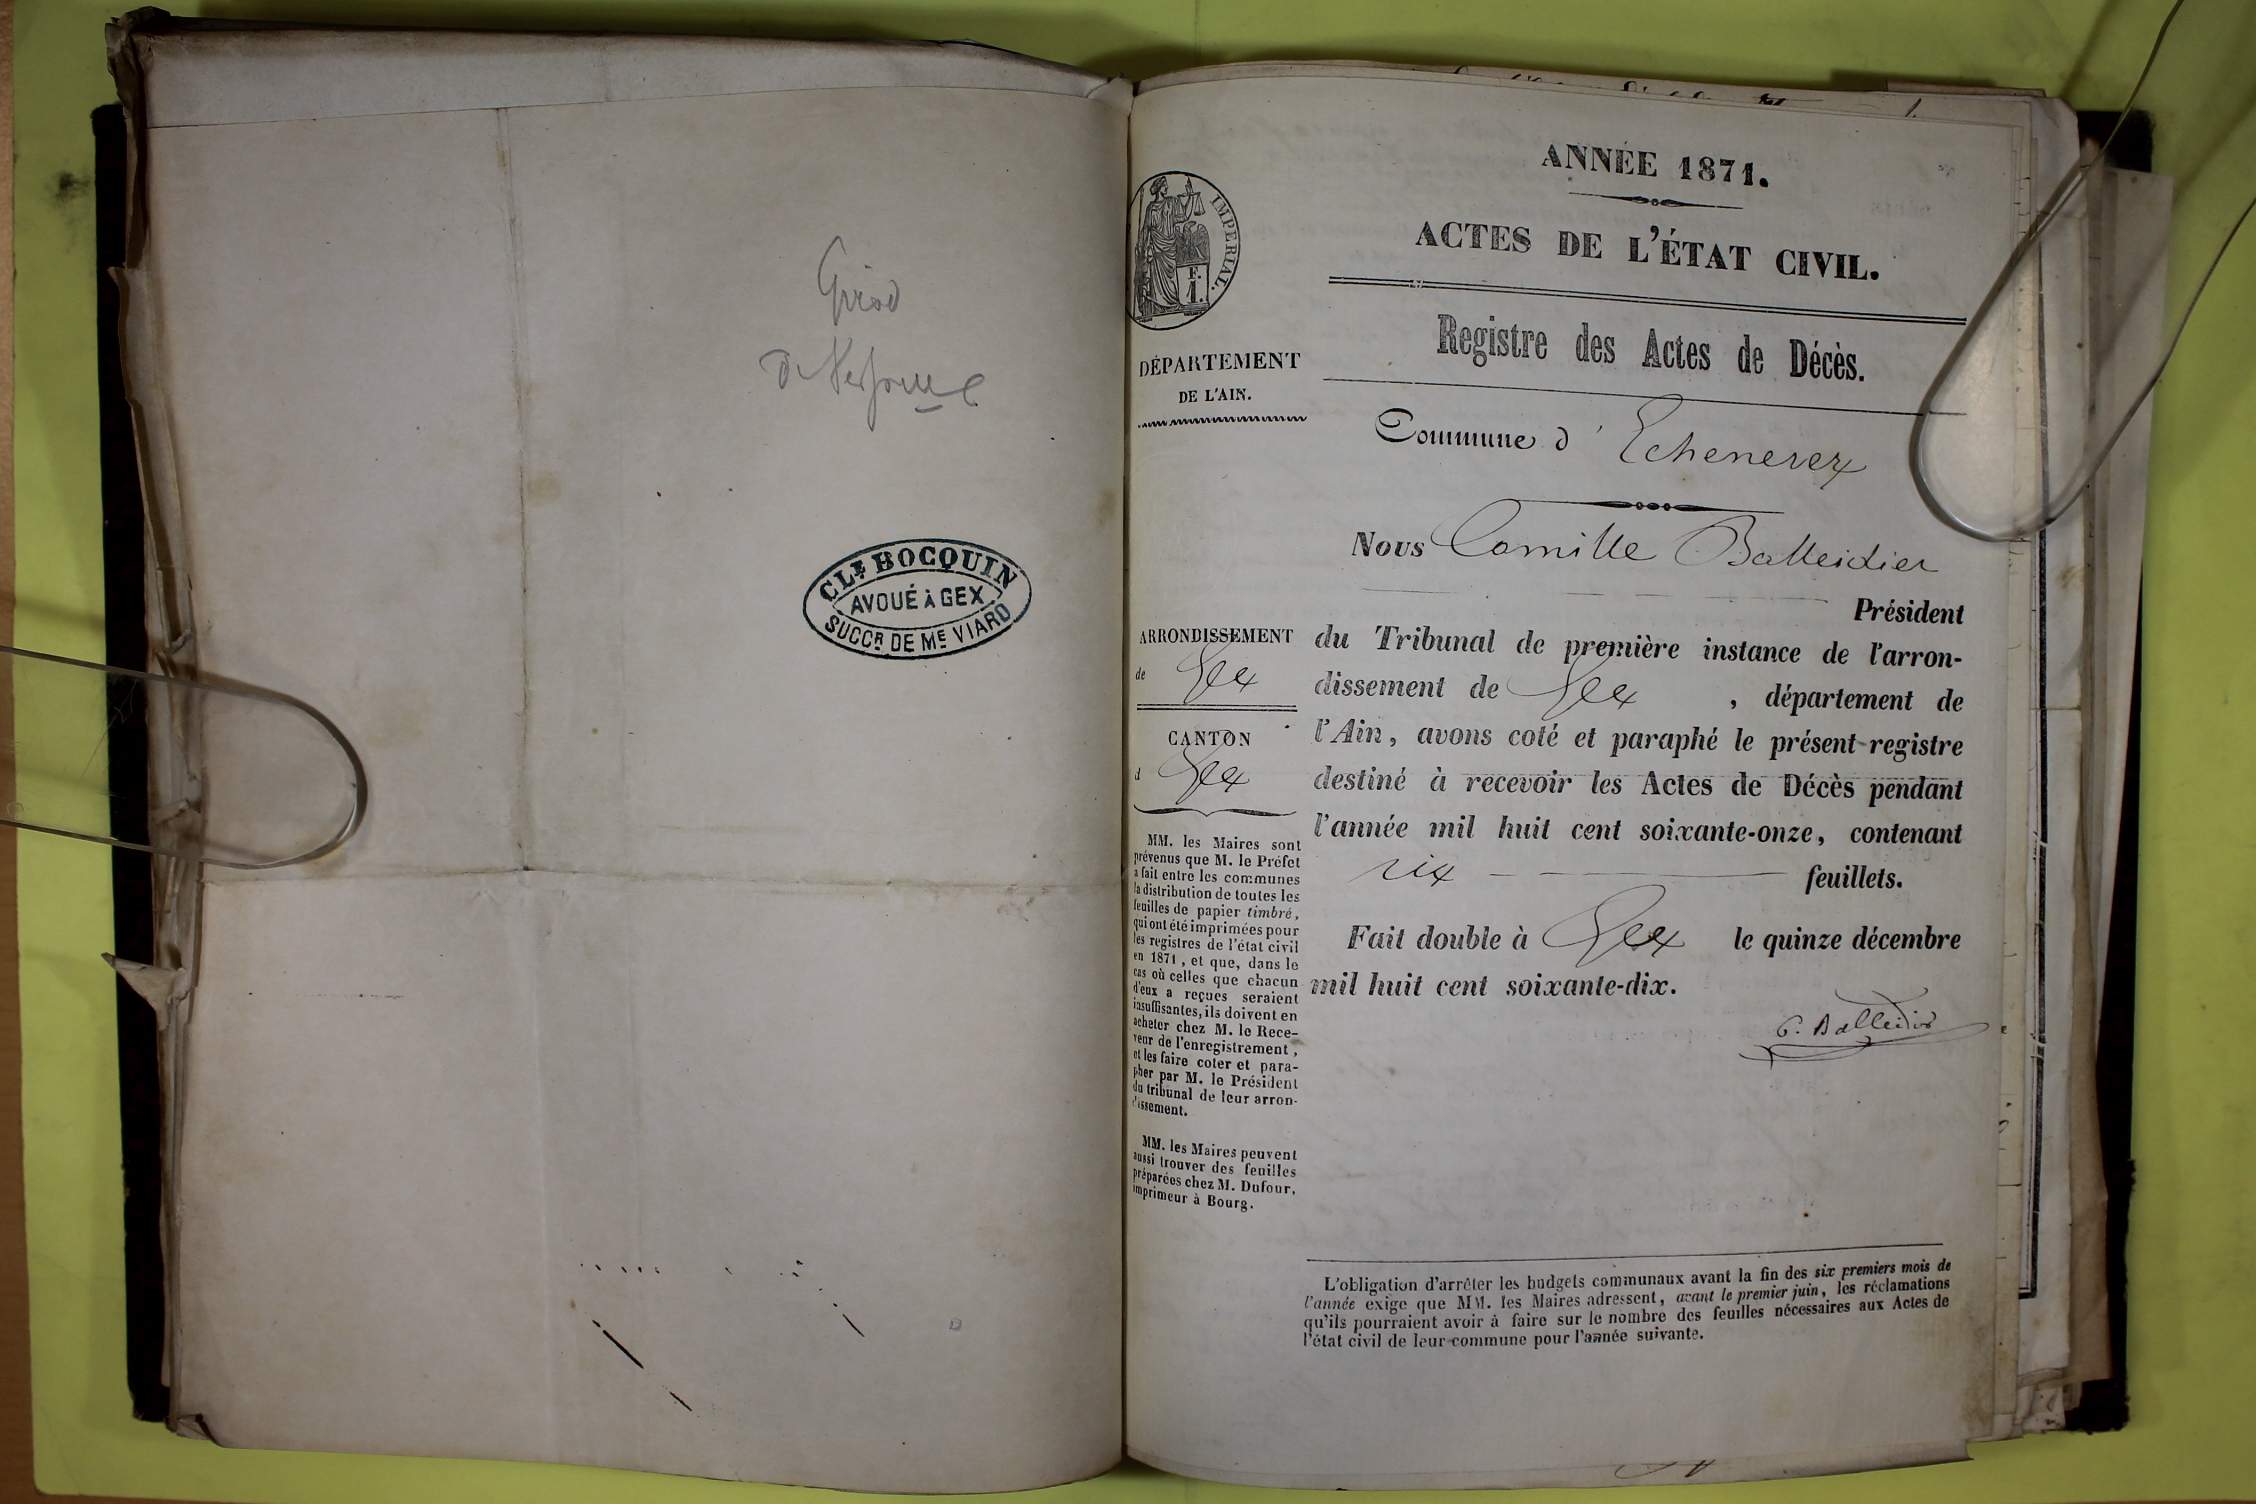 Girod
CLE BOCQUIN
AVOUÉ À GEX
SUCCR DE ME VIARD
ANNÉE 1871.
IMPERIAL.
F.
1.
ACTES DE L'ÉTAT CIVIL.
Registre des Actes de Décès.
DÉPARTEMENT
DE L'AIN.
Commune d' Echenevex
Nous Camille Balleidier
Président
du Tribunal de première instance de l'arron-
dissement de Gex, département de
l'Ain, avons coté et paraphé le présent registre
destiné à recevoir les Actes de Décès pendant
l'année mil huit cent soixante-onze, contenant
six feuillets.
Fait double à Gex le quinze décembre
mil huit cent soixante-dix.
C. Balleidier
ARRONDISSEMENT
de Gex
CANTON
d Gex
MM. les Maires sont
prévenus que M. le Préfet
a fait entre les communes
la distribution de toutes les
feuilles de papier timbré,
qui ont été imprimées pour
les registres de l'état civil
en 1871, et que, dans le
cas où celles que chacun
d'eux a reçues seraient
insuffisantes, ils doivent en
acheter chez M. le Rece-
veur de l'enregistrement,
et les faire coter et para-
pher par M. le Président
du tribunal de leur arron-
dissement.
MM. les Maires peuvent
aussi trouver des feuilles
préparées chez M. Dufour,
imprimeur à Bourg.
L'obligation d'arrêter les budgets communaux avant la fin des six premiers mois de
l'année exige que MM. les Maires adressent, avant le premier juin, les réclamations
qu'ils pourraient avoir à faire sur le nombre des feuilles nécessaires aux Actes de
l'état civil de leur commune pour l'année suivante.